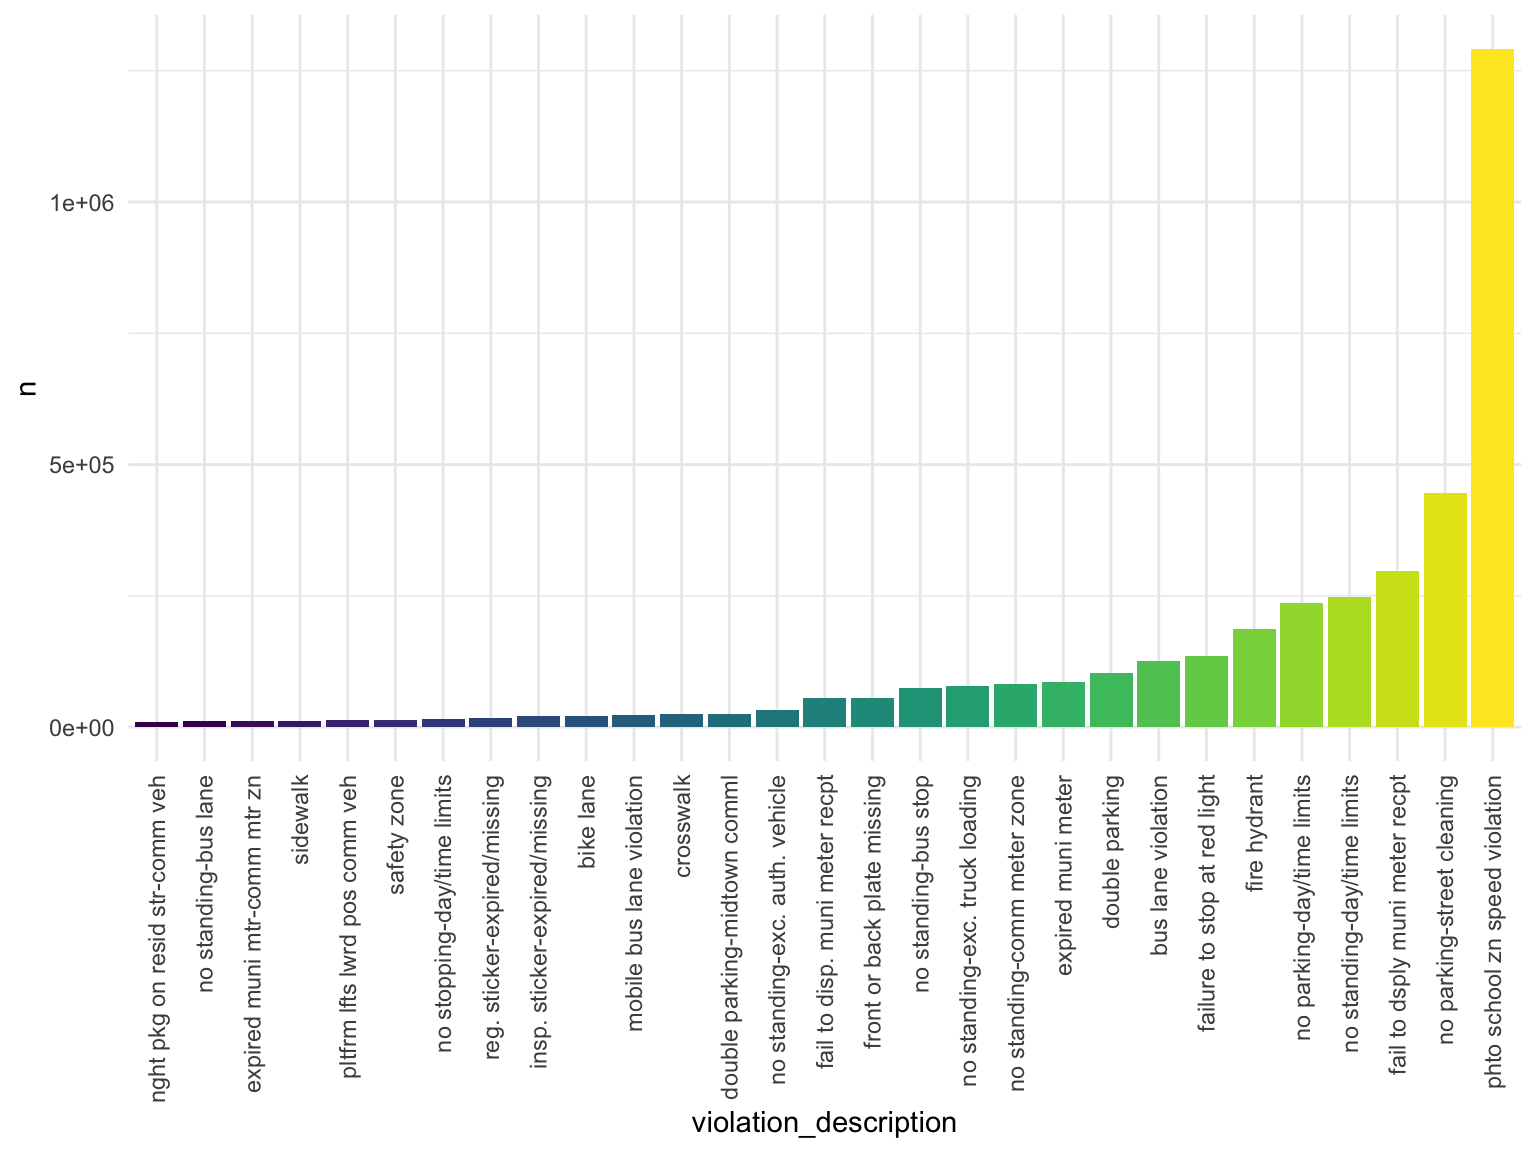 n
1e+06
5e+05
0e+00
nght pkg on resid str-comm veh
no standing-bus lane
expired muni mtr-comm mtr zn
sidewalk
pltfrm lfts lwrd pos comm veh
safety zone
no stopping-day/time limits
reg. sticker-expired/missing
insp. sticker-expired/missing
bike lane
mobile bus lane violation
crosswalk
double parking-midtown comml
no standing-exc. auth. vehicle
fail to disp. muni meter recpt
front or back plate missing
no standing-bus stop
no standing-exc. truck loading
no standing-comm meter zone
expired muni meter
double parking
bus lane violation
failure to stop at red light
fire hydrant
no parking-day/time limits
no standing-day/time limits
fail to dsply muni meter recpt
no parking-street cleaning
phto school zn speed violation
violation_description